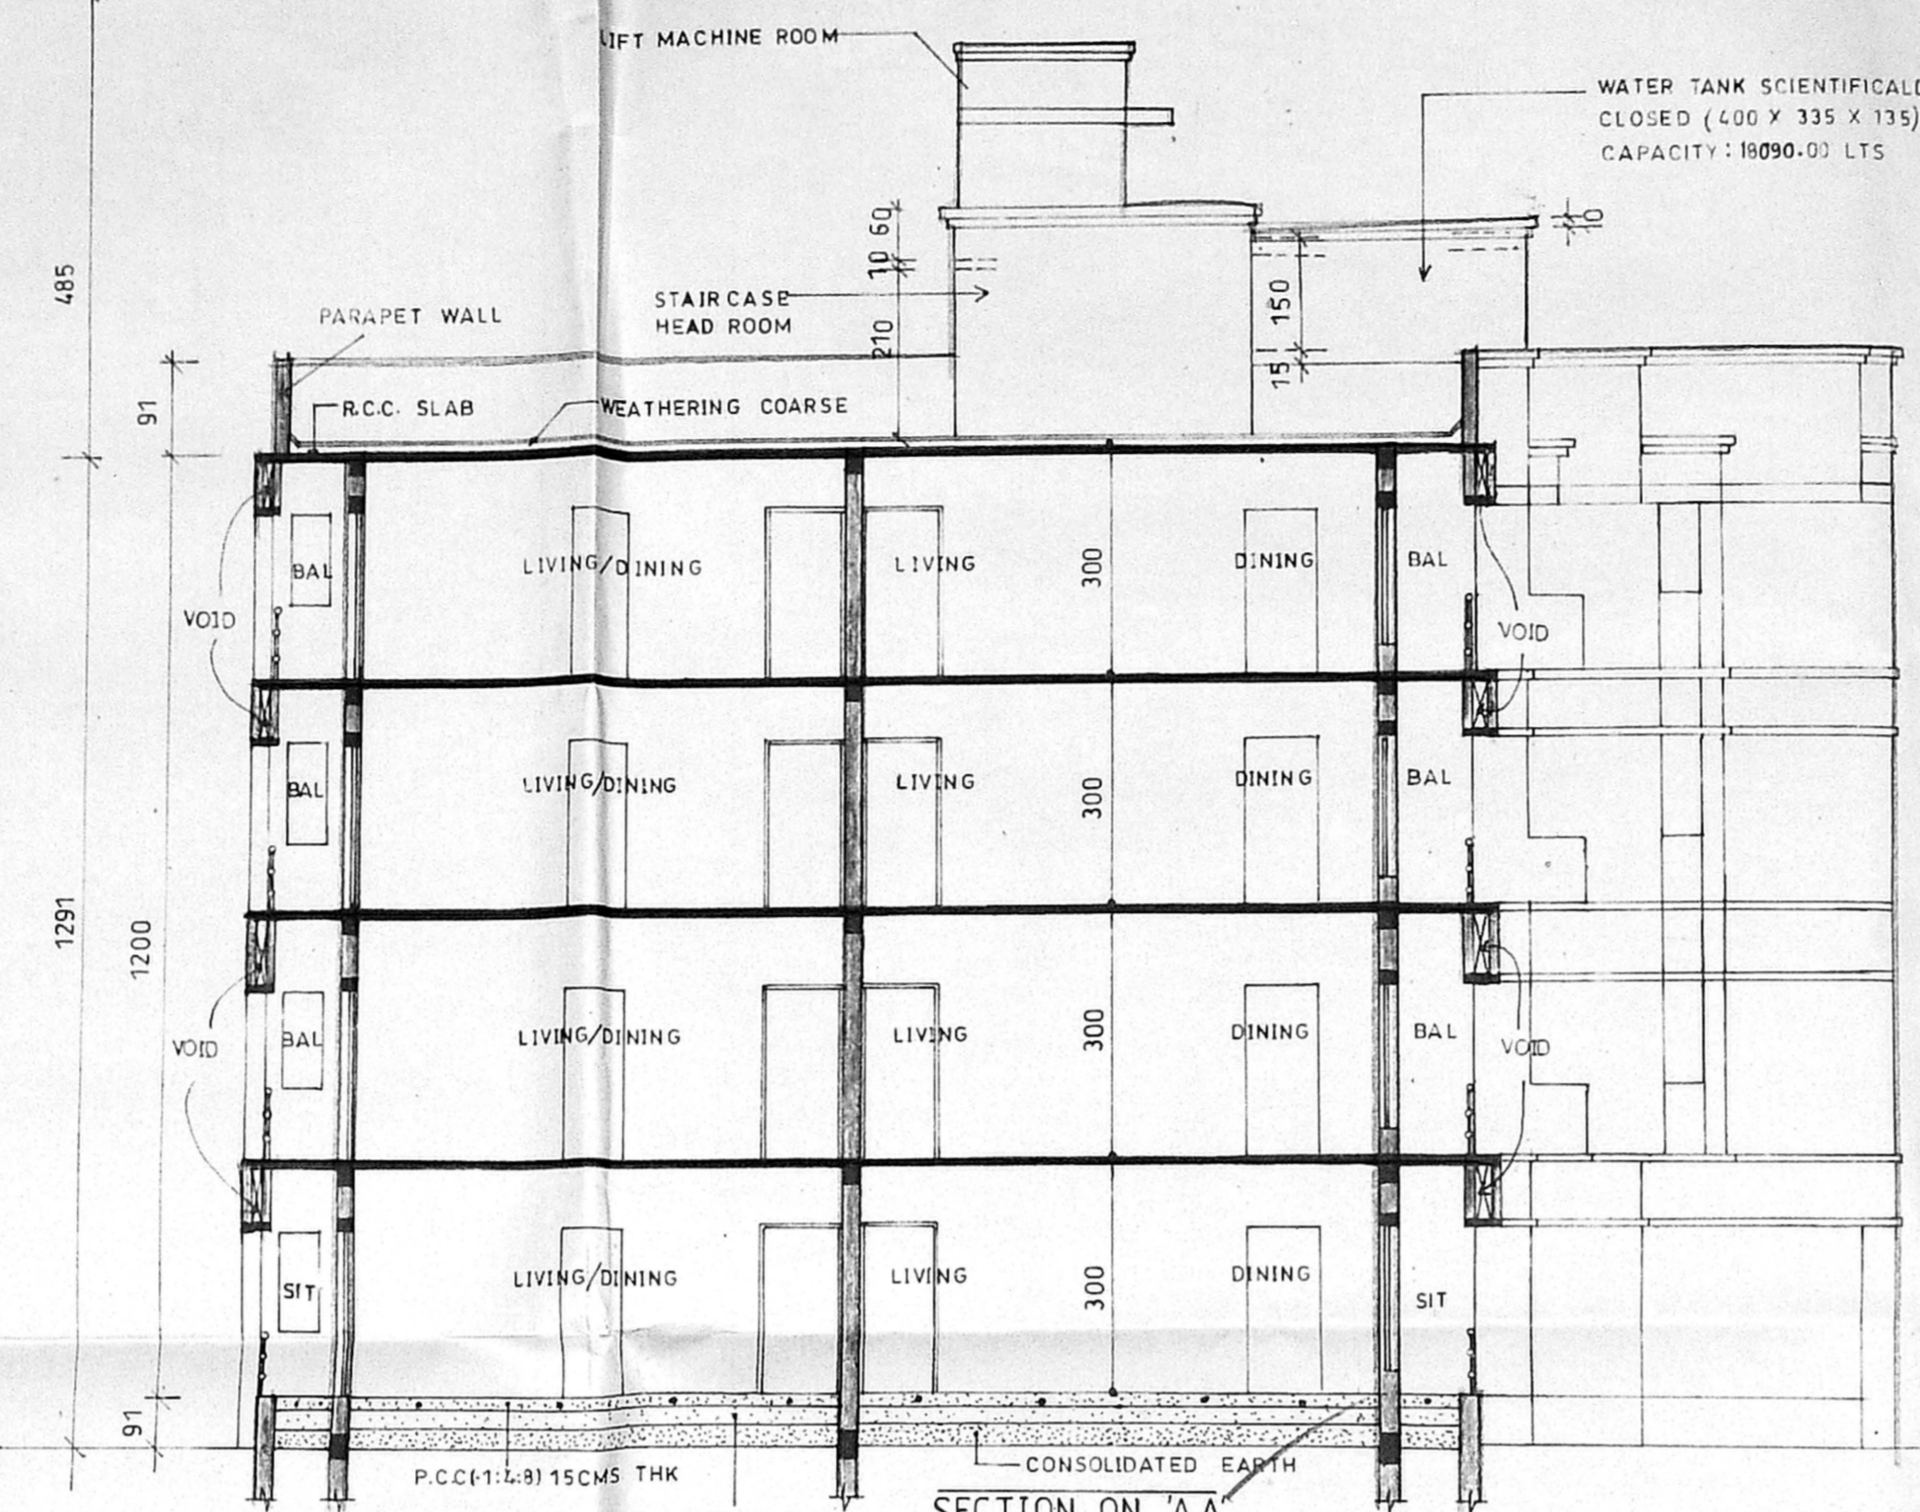 LIFT MACHINE ROOM
WATER TANK SCIENTIFICALL
CLOSED (400 X 335 X 135)
CAPACITY: 18090.00 LTS
60
10
10
485
STAIRCASE
HEAD ROOM
210
150
15
PARAPET WALL
91
R.C.C. SLAB
WEATHERING COARSE
BAL
LIVING/DINING
LIVING
300
DINING
BAL
VOID
VOID
BAL
LIVING/DINING
LIVING
300
DINING
BAL
1291
1200
BAL
LIVING/DINING
LIVING
300
DINING
BAL
VOID
VOID
SIT
LIVING/DINING
LIVING
300
DINING
SIT
91
P.C.C(1:4:8) 15CMS THK
CONSOLIDATED EARTH
SECTION ON 'AA'